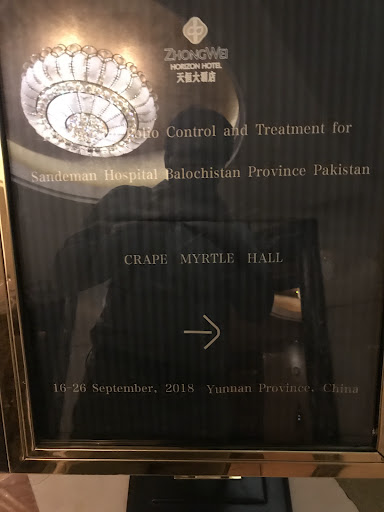 ZHONGWEI
HORIZON HOTEL
天恒大酒店
Control and Treatment for
Sandeman Hospital Balochistan Province Pakistan
CRAPE MYRTLE HALL
16-26 September, 2018 Yunnan Province, China